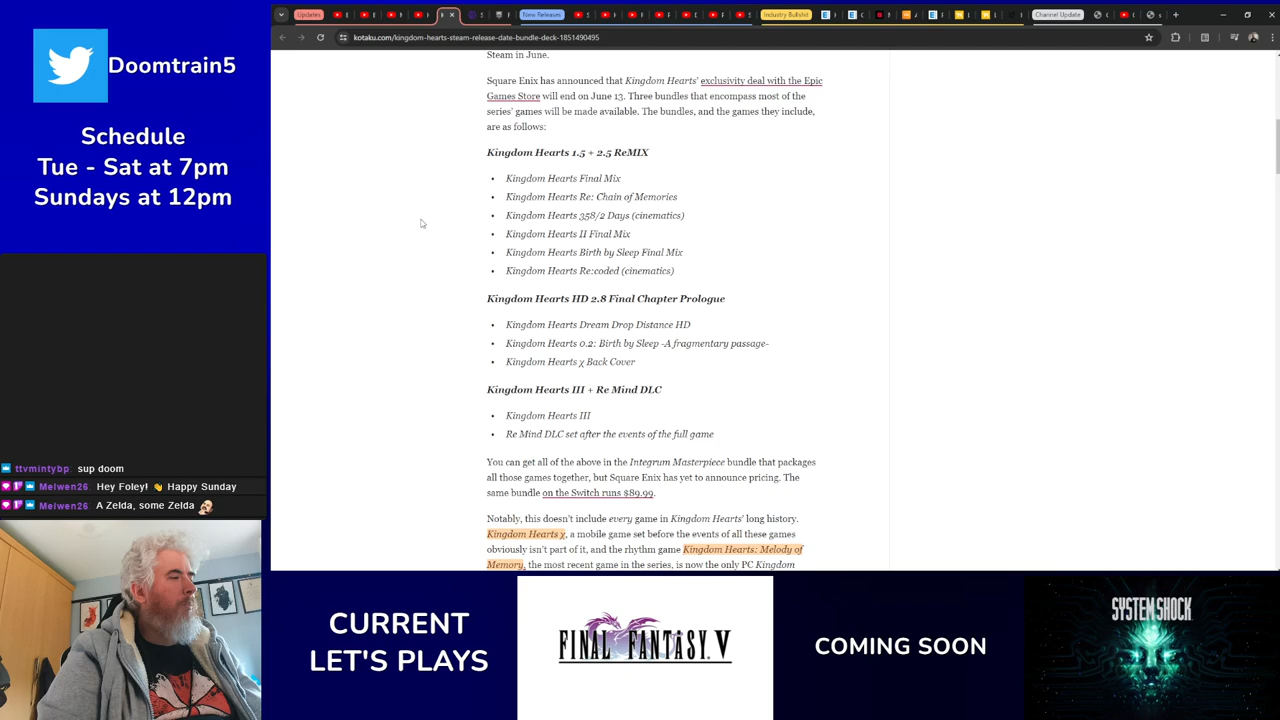 Doomtrain5
Schedule
Tue - Sat at 7pm
Sundays at 12pm
ttvmintybp: sup doom
Melwen26: Hey Foley! 👋 Happy Sunday
Melwen26: A Zelda, some Zelda
Updates
New Releases
Industry Bullshit
Channel Update
kotaku.com/kingdom-hearts-steam-release-date-bundle-deck-1851490495
Steam in June.
Square Enix has announced that Kingdom Hearts' exclusivity deal with the Epic
Games Store will end on June 13. Three bundles that encompass most of the
series' games will be made available. The bundles, and the games they include,
are as follows:
Kingdom Hearts 1.5 + 2.5 ReMIX
• Kingdom Hearts Final Mix
• Kingdom Hearts Re: Chain of Memories
• Kingdom Hearts 358/2 Days (cinematics)
• Kingdom Hearts II Final Mix
• Kingdom Hearts Birth by Sleep Final Mix
• Kingdom Hearts Re:coded (cinematics)
Kingdom Hearts HD 2.8 Final Chapter Prologue
• Kingdom Hearts Dream Drop Distance HD
• Kingdom Hearts 0.2: Birth by Sleep -A fragmentary passage-
• Kingdom Hearts χ Back Cover
Kingdom Hearts III + Re Mind DLC
• Kingdom Hearts III
• Re Mind DLC set after the events of the full game
You can get all of the above in the Integrum Masterpiece bundle that packages
all those games together, but Square Enix has yet to announce pricing. The
same bundle on the Switch runs $89.99.
Notably, this doesn't include every game in Kingdom Hearts' long history.
Kingdom Hearts χ, a mobile game set before the events of all these games
obviously isn't part of it, and the rhythm game Kingdom Hearts: Melody of
Memory, the most recent game in the series, is now the only PC Kingdom
CURRENT
LET'S PLAYS
FINAL FANTASY V
COMING SOON
SYSTEM SHOCK